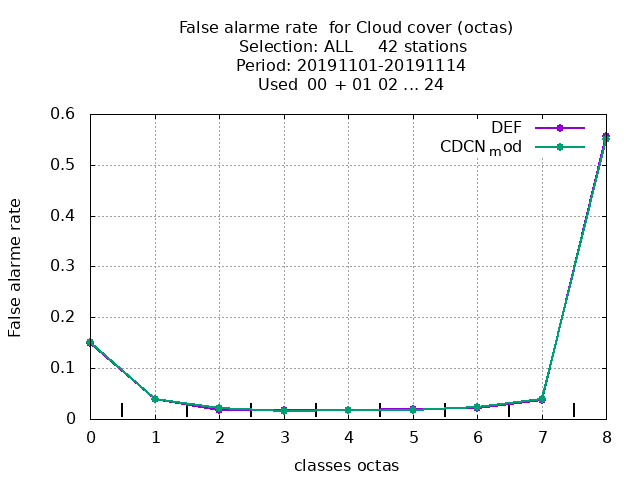 False alarme rate  for Cloud cover (octas)
Selection: ALL     42 stations
Period: 20191101-20191114
Used  00 + 01 02 ... 24
DEF
CDCNmod
0.6
0.5
0.4
0.3
0.2
0.1
0
False alarme rate
0 1 2 3 4 5 6 7 8
classes octas